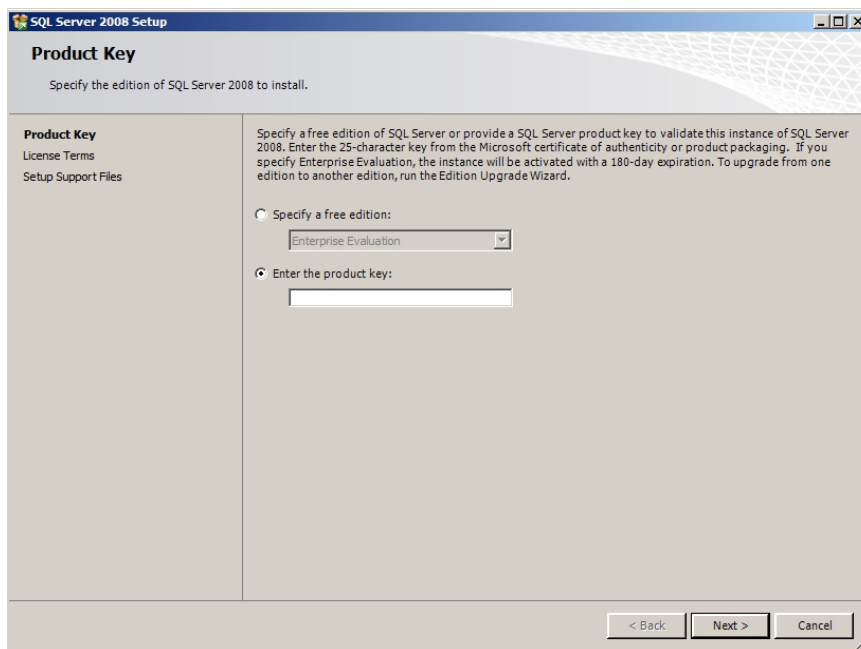 SQL Server 2008 Setup
Product Key
Specify the edition of SQL Server 2008 to install.
Product Key
License Terms
Setup Support Files
Specify a free edition of SQL Server or provide a SQL Server product key to validate this instance of SQL Server
2008. Enter the 25-character key from the Microsoft certificate of authenticity or product packaging. If you
specify Enterprise Evaluation, the instance will be activated with a 180-day expiration. To upgrade from one
edition to another edition, run the Edition Upgrade Wizard.
Specify a free edition:
Enterprise Evaluation
Enter the product key:
< Back
Next >
Cancel